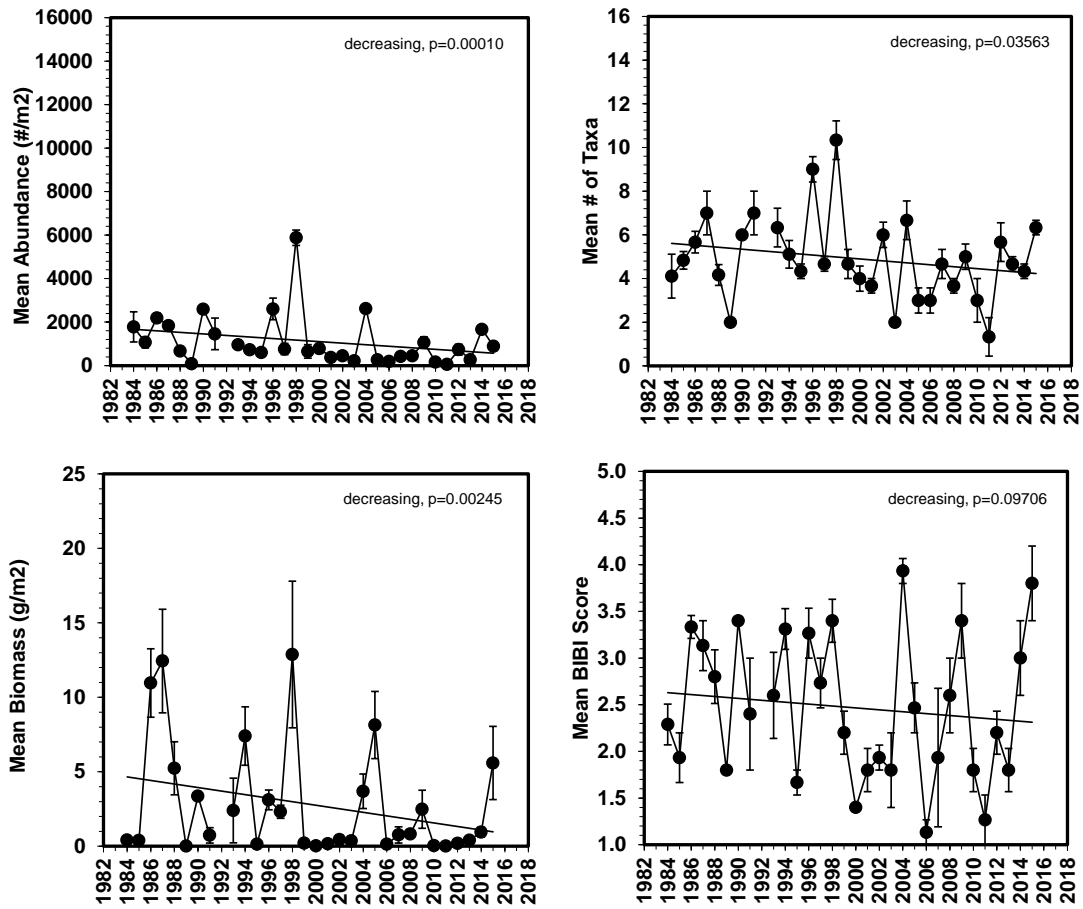 16000
14000
12000
10000
8000
6000
4000
2000
0
Mean Abundance (#/m2)
decreasing, p=0.00010
1982 1984 1986 1988 1990 1992 1994 1996 1998 2000 2002 2004 2006 2008 2010 2012 2014 2016 2018
16
14
12
10
8
6
4
2
0
Mean # of Taxa
decreasing, p=0.03563
1982 1984 1986 1988 1990 1992 1994 1996 1998 2000 2002 2004 2006 2008 2010 2012 2014 2016 2018
25
20
15
10
5
0
Mean Biomass (g/m2)
decreasing, p=0.00245
1982 1984 1986 1988 1990 1992 1994 1996 1998 2000 2002 2004 2006 2008 2010 2012 2014 2016 2018
5.0
4.5
4.0
3.5
3.0
2.5
2.0
1.5
1.0
Mean BIBI Score
decreasing, p=0.09706
1982 1984 1986 1988 1990 1992 1994 1996 1998 2000 2002 2004 2006 2008 2010 2012 2014 2016 2018